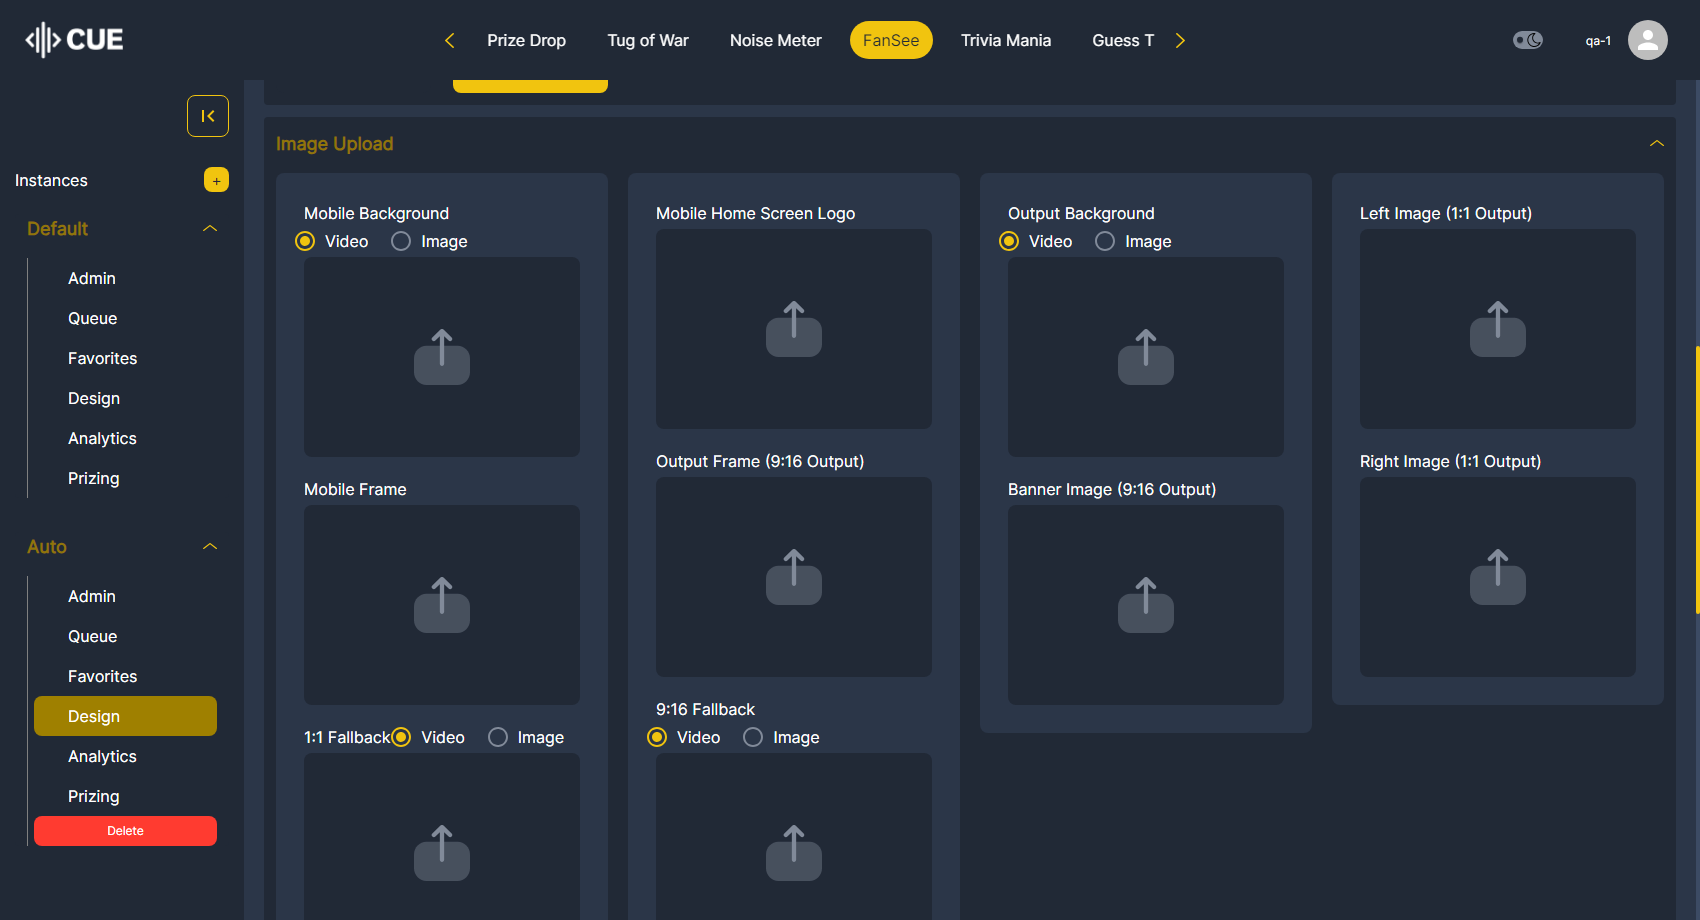 CUE
Prize Drop
Tug of War
Noise Meter
FanSee
Trivia Mania
Guess T
qa-1
Instances
+
Default
Admin
Queue
Favorites
Design
Analytics
Prizing
Auto
Admin
Queue
Favorites
Design
Analytics
Prizing
Delete
Image Upload
Mobile Background
Video Image
Mobile Frame
1:1 Fallback Video Image
Mobile Home Screen Logo
Output Frame (9:16 Output)
9:16 Fallback
Video Image
Output Background
Video Image
Banner Image (9:16 Output)
Left Image (1:1 Output)
Right Image (1:1 Output)